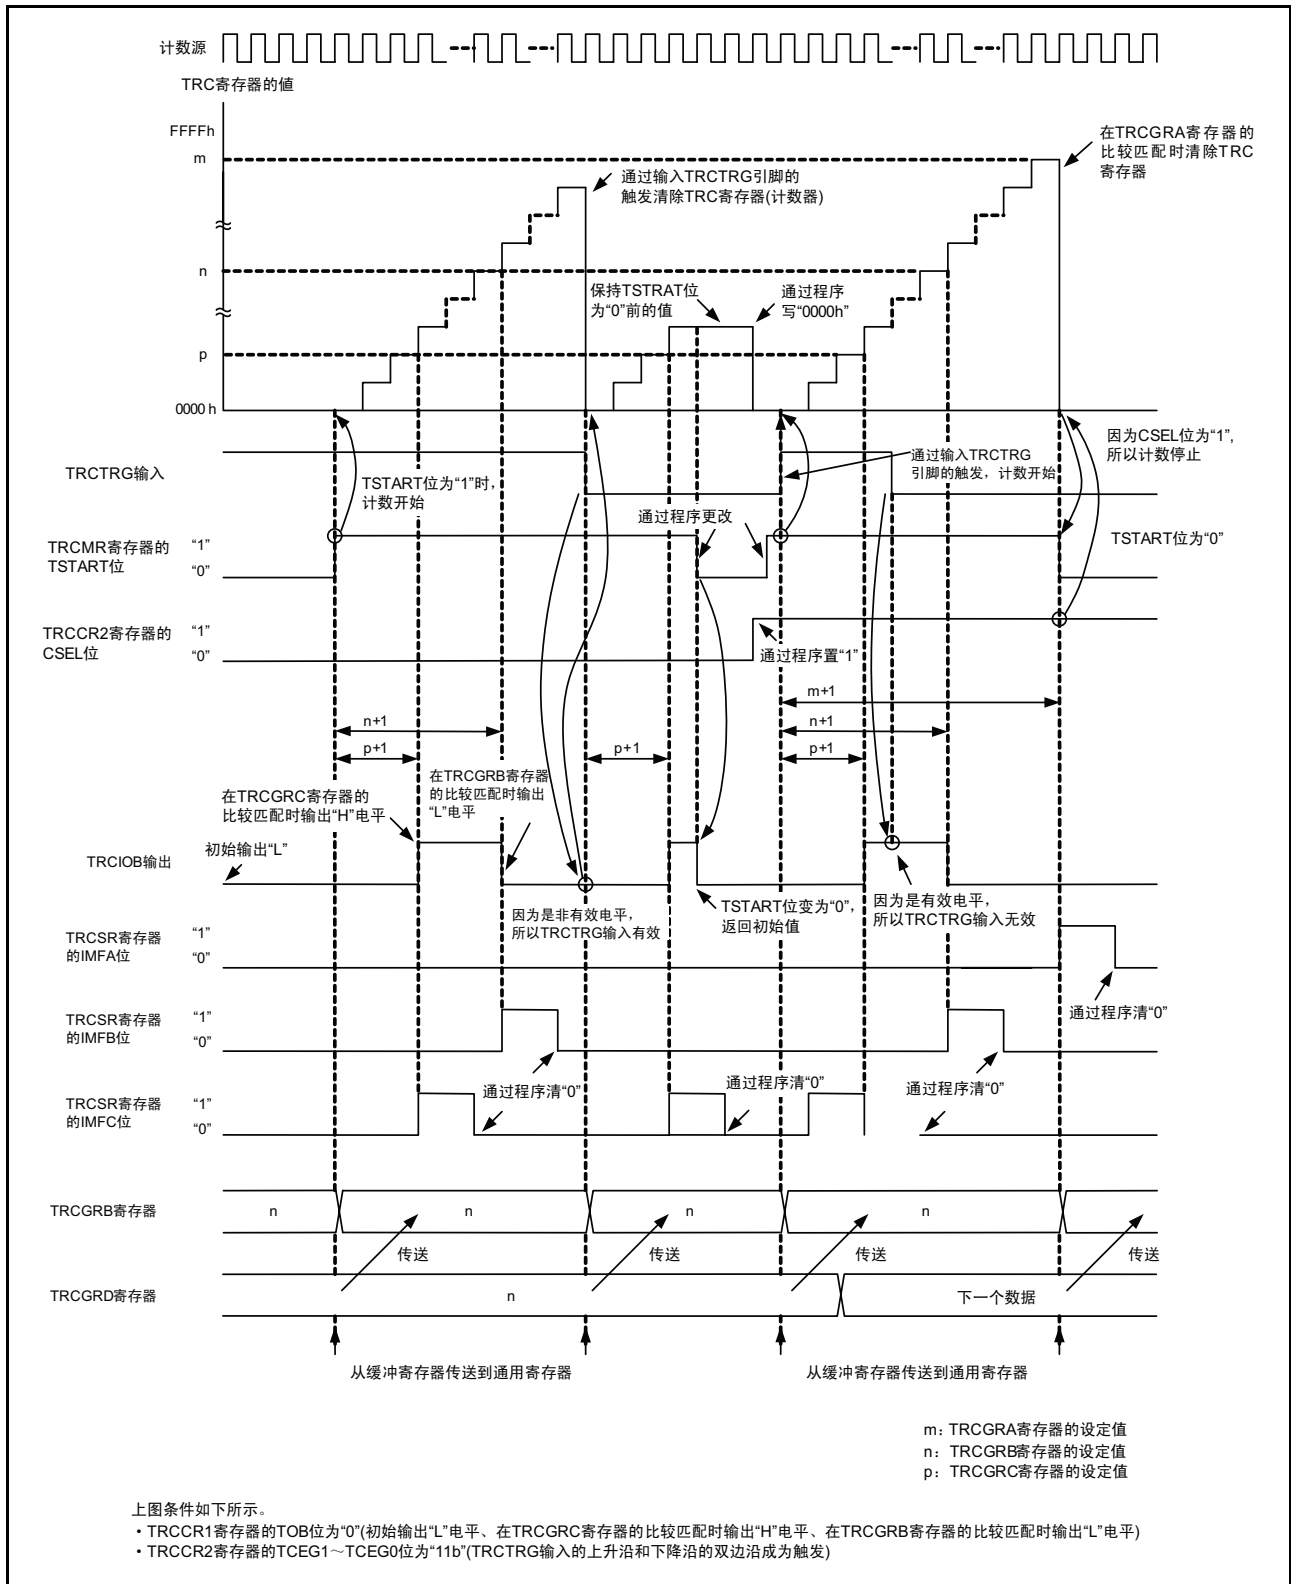 计数源
TRC寄存器的値
FFFFh
m
在TRCGRA寄存器的
比较匹配时清除TRC
寄存器
通过输入TRCTRG引脚的
触发清除TRC寄存器(计数器)
n
保持TSTRAT位
为“0”前的值
通过程序
写“0000h”
p
0000 h
TRCTRG输入
TSTART位为“1”时，
计数开始
通过输入TRCTRG
引脚的触发，计数开始
因为CSEL位为“1”,
所以计数停止
通过程序更改
TRCMR寄存器的
TSTART位
“1”
“0”
TSTART位为“0”
TRCCR2寄存器的
CSEL位
“1”
“0”
通过程序置“1”
m+1
n+1
n+1
p+1
p+1
p+1
在TRCGRC寄存器的
比较匹配时输出“H”电平
在TRCGRB寄存器
的比较匹配时输出
“L”电平
初始输出“L”
TRCIOB输出
因为是非有效电平，
所以TRCTRG输入有效
TSTART位变为“0”，
返回初始值
因为是有效电平，
所以TRCTRG输入无效
TRCSR寄存器
的IMFA位
“1”
“0”
通过程序清“0”
TRCSR寄存器
的IMFB位
“1”
“0”
通过程序清“0”
通过程序清“0”
通过程序清“0”
TRCSR寄存器
的IMFC位
“1”
“0”
TRCGRB寄存器
n
n
n
n
传送
传送
传送
传送
TRCGRD寄存器
n
下一个数据
从缓冲寄存器传送到通用寄存器
从缓冲寄存器传送到通用寄存器
m：TRCGRA寄存器的设定值
n：TRCGRB寄存器的设定值
p：TRCGRC寄存器的设定值
上图条件如下所示。
・TRCCR1寄存器的TOB位为“0”(初始输出“L”电平、在TRCGRC寄存器的比较匹配时输出“H”电平、在TRCGRB寄存器的比较匹配时输出“L”电平)
・TRCCR2寄存器的TCEG1～TCEG0位为“11b”(TRCTRG输入的上升沿和下降沿的双边沿成为触发)